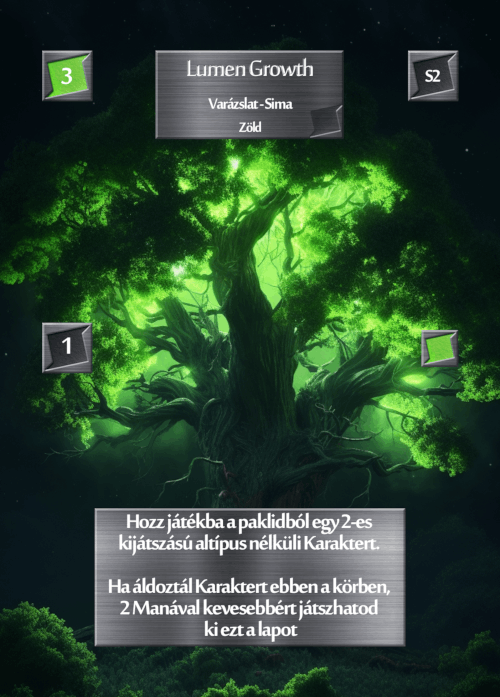 3
Lumen Growth
S2
Varázslat - Sima
Zöld
1
Hozz játékba a paklidból egy 2-es
kijátszású altípus nélküli Karaktert.
Ha áldoztál Karaktert ebben a körben,
2 Manával kevesebbért játszhatod
ki ezt a lapot